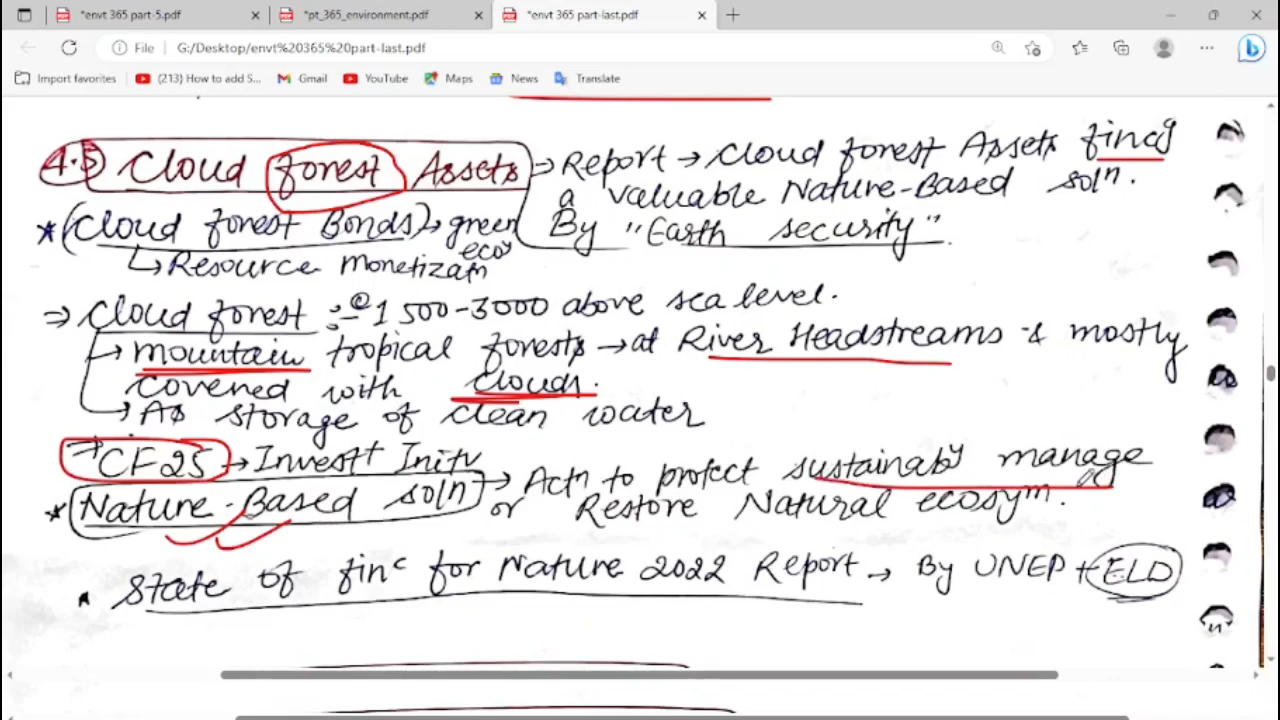 *envt 365 part-5.pdf
*pt_365_environment.pdf
*envt 365 part-last.pdf
File G:/Desktop/envt%20365%20part-last.pdf
Import favorites (213) How to add S... Gmail YouTube Maps News Translate
4.5 Cloud forest Assets ⇒ Report → Cloud forest Assets fincg
a valuable Nature-Based soln.
By "Earth security".
* (Cloud forest Bonds) → green ecoy
↳ Resource Monetizatn
⇒ Cloud forest :- @ 1500-3000 above sea level.
→ mountain tropical forests → at River Headstreams & mostly
covered with clouds.
→ As storage of clean water
→ CF25 → Invest Initv
* Nature-Based soln → Actn to protect sustainaby manage
or Restore Natural ecosym.
State of finc for Nature 2022 Report → By UNEP + ELD